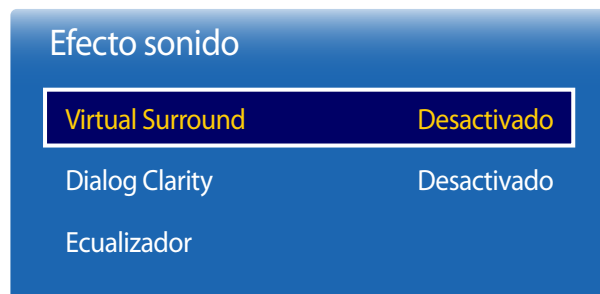 Efecto sonido
Virtual Surround Desactivado
Dialog Clarity Desactivado
Ecualizador